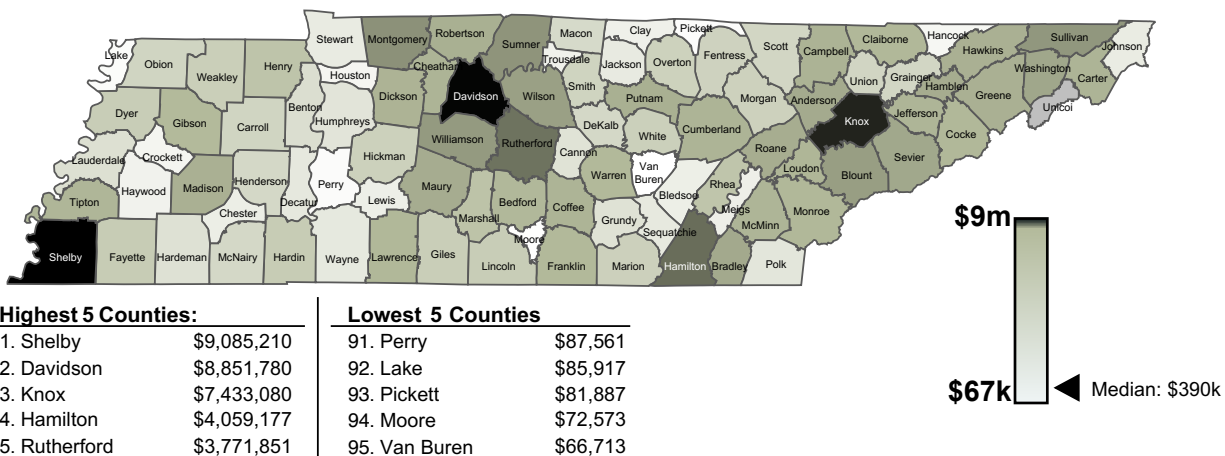 Stewart Montgomery Robertson Sumner Macon Clay Pickett Scott Claiborne Hancock Hawkins Sullivan Johnson
Lake Obion Weakley Henry Houston Cheatham Trousdale Jackson Overton Fentress Campbell Union Grainger Hamblen Washington Carter
Dyer Gibson Carroll Benton Humphreys Dickson Davidson Wilson Smith Putnam Morgan Anderson Knox Jefferson Greene Unicoi
Lauderdale Crockett Hickman Williamson Rutherford Cannon DeKalb White Cumberland Roane Loudon Blount Sevier Cocke
Tipton Haywood Madison Henderson Decatur Perry Lewis Maury Marshall Bedford Coffee Warren Van Buren Bledsoe Rhea Meigs McMinn Monroe
Shelby Fayette Hardeman Chester McNairy Hardin Wayne Lawrence Giles Lincoln Moore Franklin Grundy Marion Sequatchie Hamilton Bradley Polk
$9m
$67k
Median: $390k
Highest 5 Counties:
1. Shelby $9,085,210
2. Davidson $8,851,780
3. Knox $7,433,080
4. Hamilton $4,059,177
5. Rutherford $3,771,851
Lowest 5 Counties
91. Perry $87,561
92. Lake $85,917
93. Pickett $81,887
94. Moore $72,573
95. Van Buren $66,713